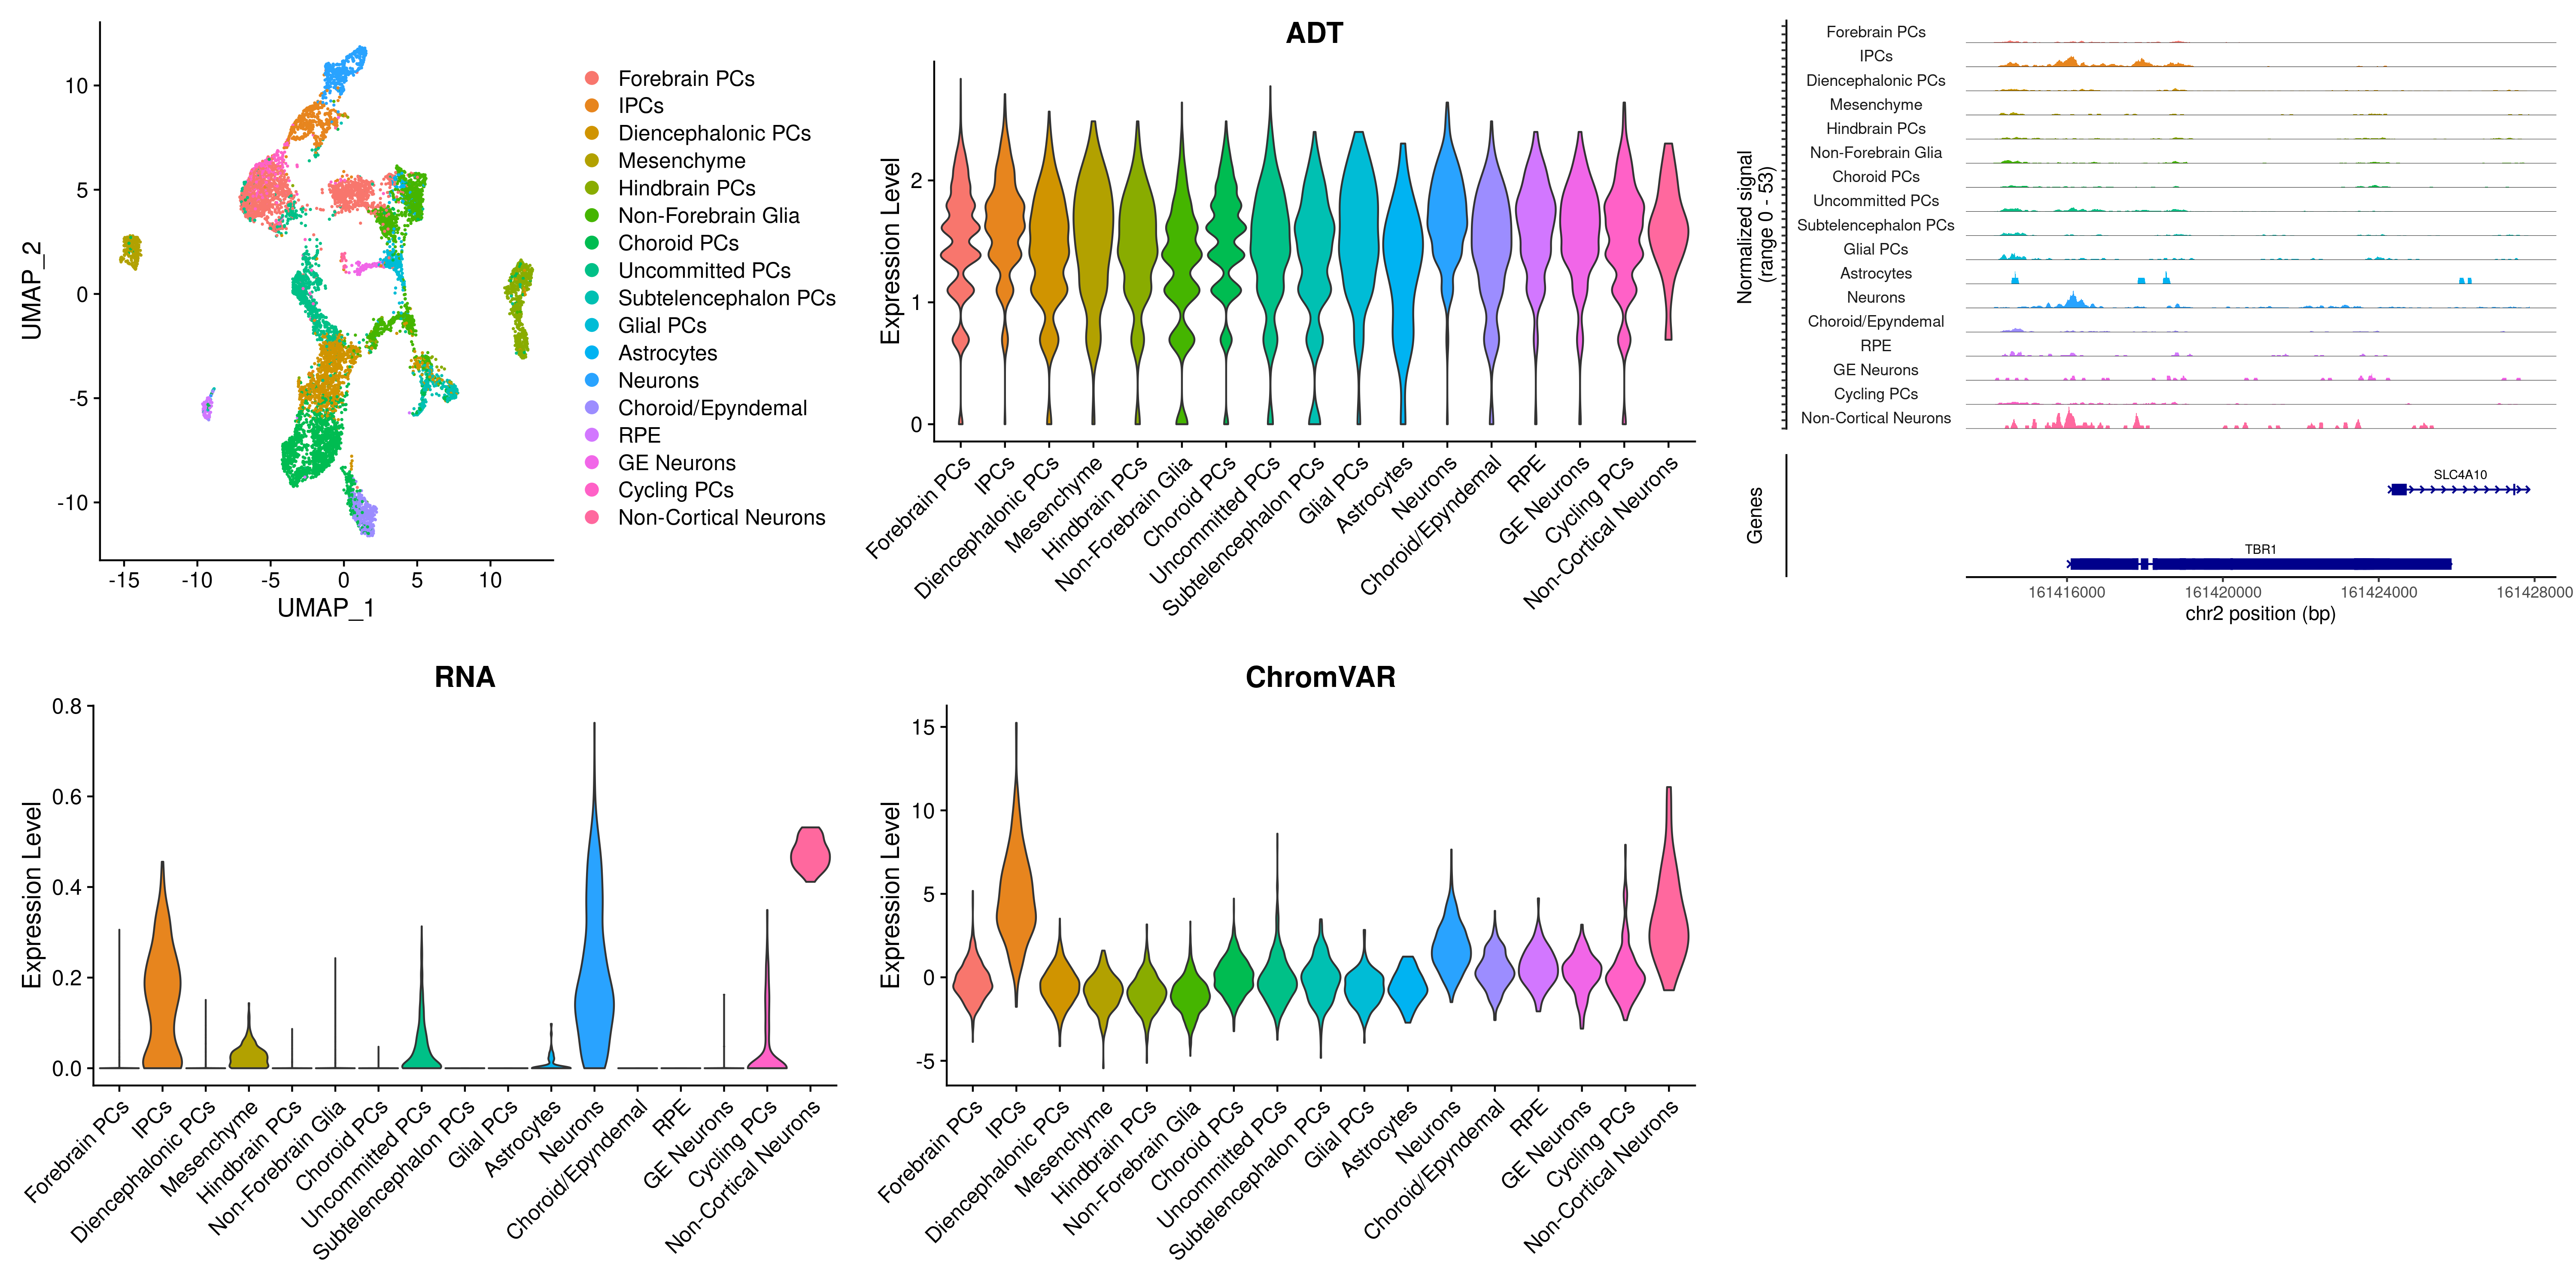 10
5
0
-5
-10
UMAP_2
-15
-10
-5
0
5
10
UMAP_1
Forebrain PCs
IPCs
Diencephalonic PCs
Mesenchyme
Hindbrain PCs
Non-Forebrain Glia
Choroid PCs
Uncommitted PCs
Subtelencephalon PCs
Glial PCs
Astrocytes
Neurons
Choroid/Epyndemal
RPE
GE Neurons
Cycling PCs
Non-Cortical Neurons
ADT
Expression Level
2
1
0
Forebrain PCs
IPCs
Diencephalonic PCs
Mesenchyme
Hindbrain PCs
Non-Forebrain Glia
Choroid PCs
Uncommitted PCs
Subtelencephalon PCs
Glial PCs
Astrocytes
Neurons
Choroid/Epyndemal
RPE
GE Neurons
Cycling PCs
Non-Cortical Neurons
Normalized signal
(range 0 - 53)
Forebrain PCs
IPCs
Diencephalonic PCs
Mesenchyme
Hindbrain PCs
Non-Forebrain Glia
Choroid PCs
Uncommitted PCs
Subtelencephalon PCs
Glial PCs
Astrocytes
Neurons
Choroid/Epyndemal
RPE
GE Neurons
Cycling PCs
Non-Cortical Neurons
Genes
SLC4A10
TBR1
161416000
161420000
161424000
161428000
chr2 position (bp)
RNA
Expression Level
0.8
0.6
0.4
0.2
0.0
Forebrain PCs
IPCs
Diencephalonic PCs
Mesenchyme
Hindbrain PCs
Non-Forebrain Glia
Choroid PCs
Uncommitted PCs
Subtelencephalon PCs
Glial PCs
Astrocytes
Neurons
Choroid/Epyndemal
RPE
GE Neurons
Cycling PCs
Non-Cortical Neurons
ChromVAR
Expression Level
15
10
5
0
-5
Forebrain PCs
IPCs
Diencephalonic PCs
Mesenchyme
Hindbrain PCs
Non-Forebrain Glia
Choroid PCs
Uncommitted PCs
Subtelencephalon PCs
Glial PCs
Astrocytes
Neurons
Choroid/Epyndemal
RPE
GE Neurons
Cycling PCs
Non-Cortical Neurons